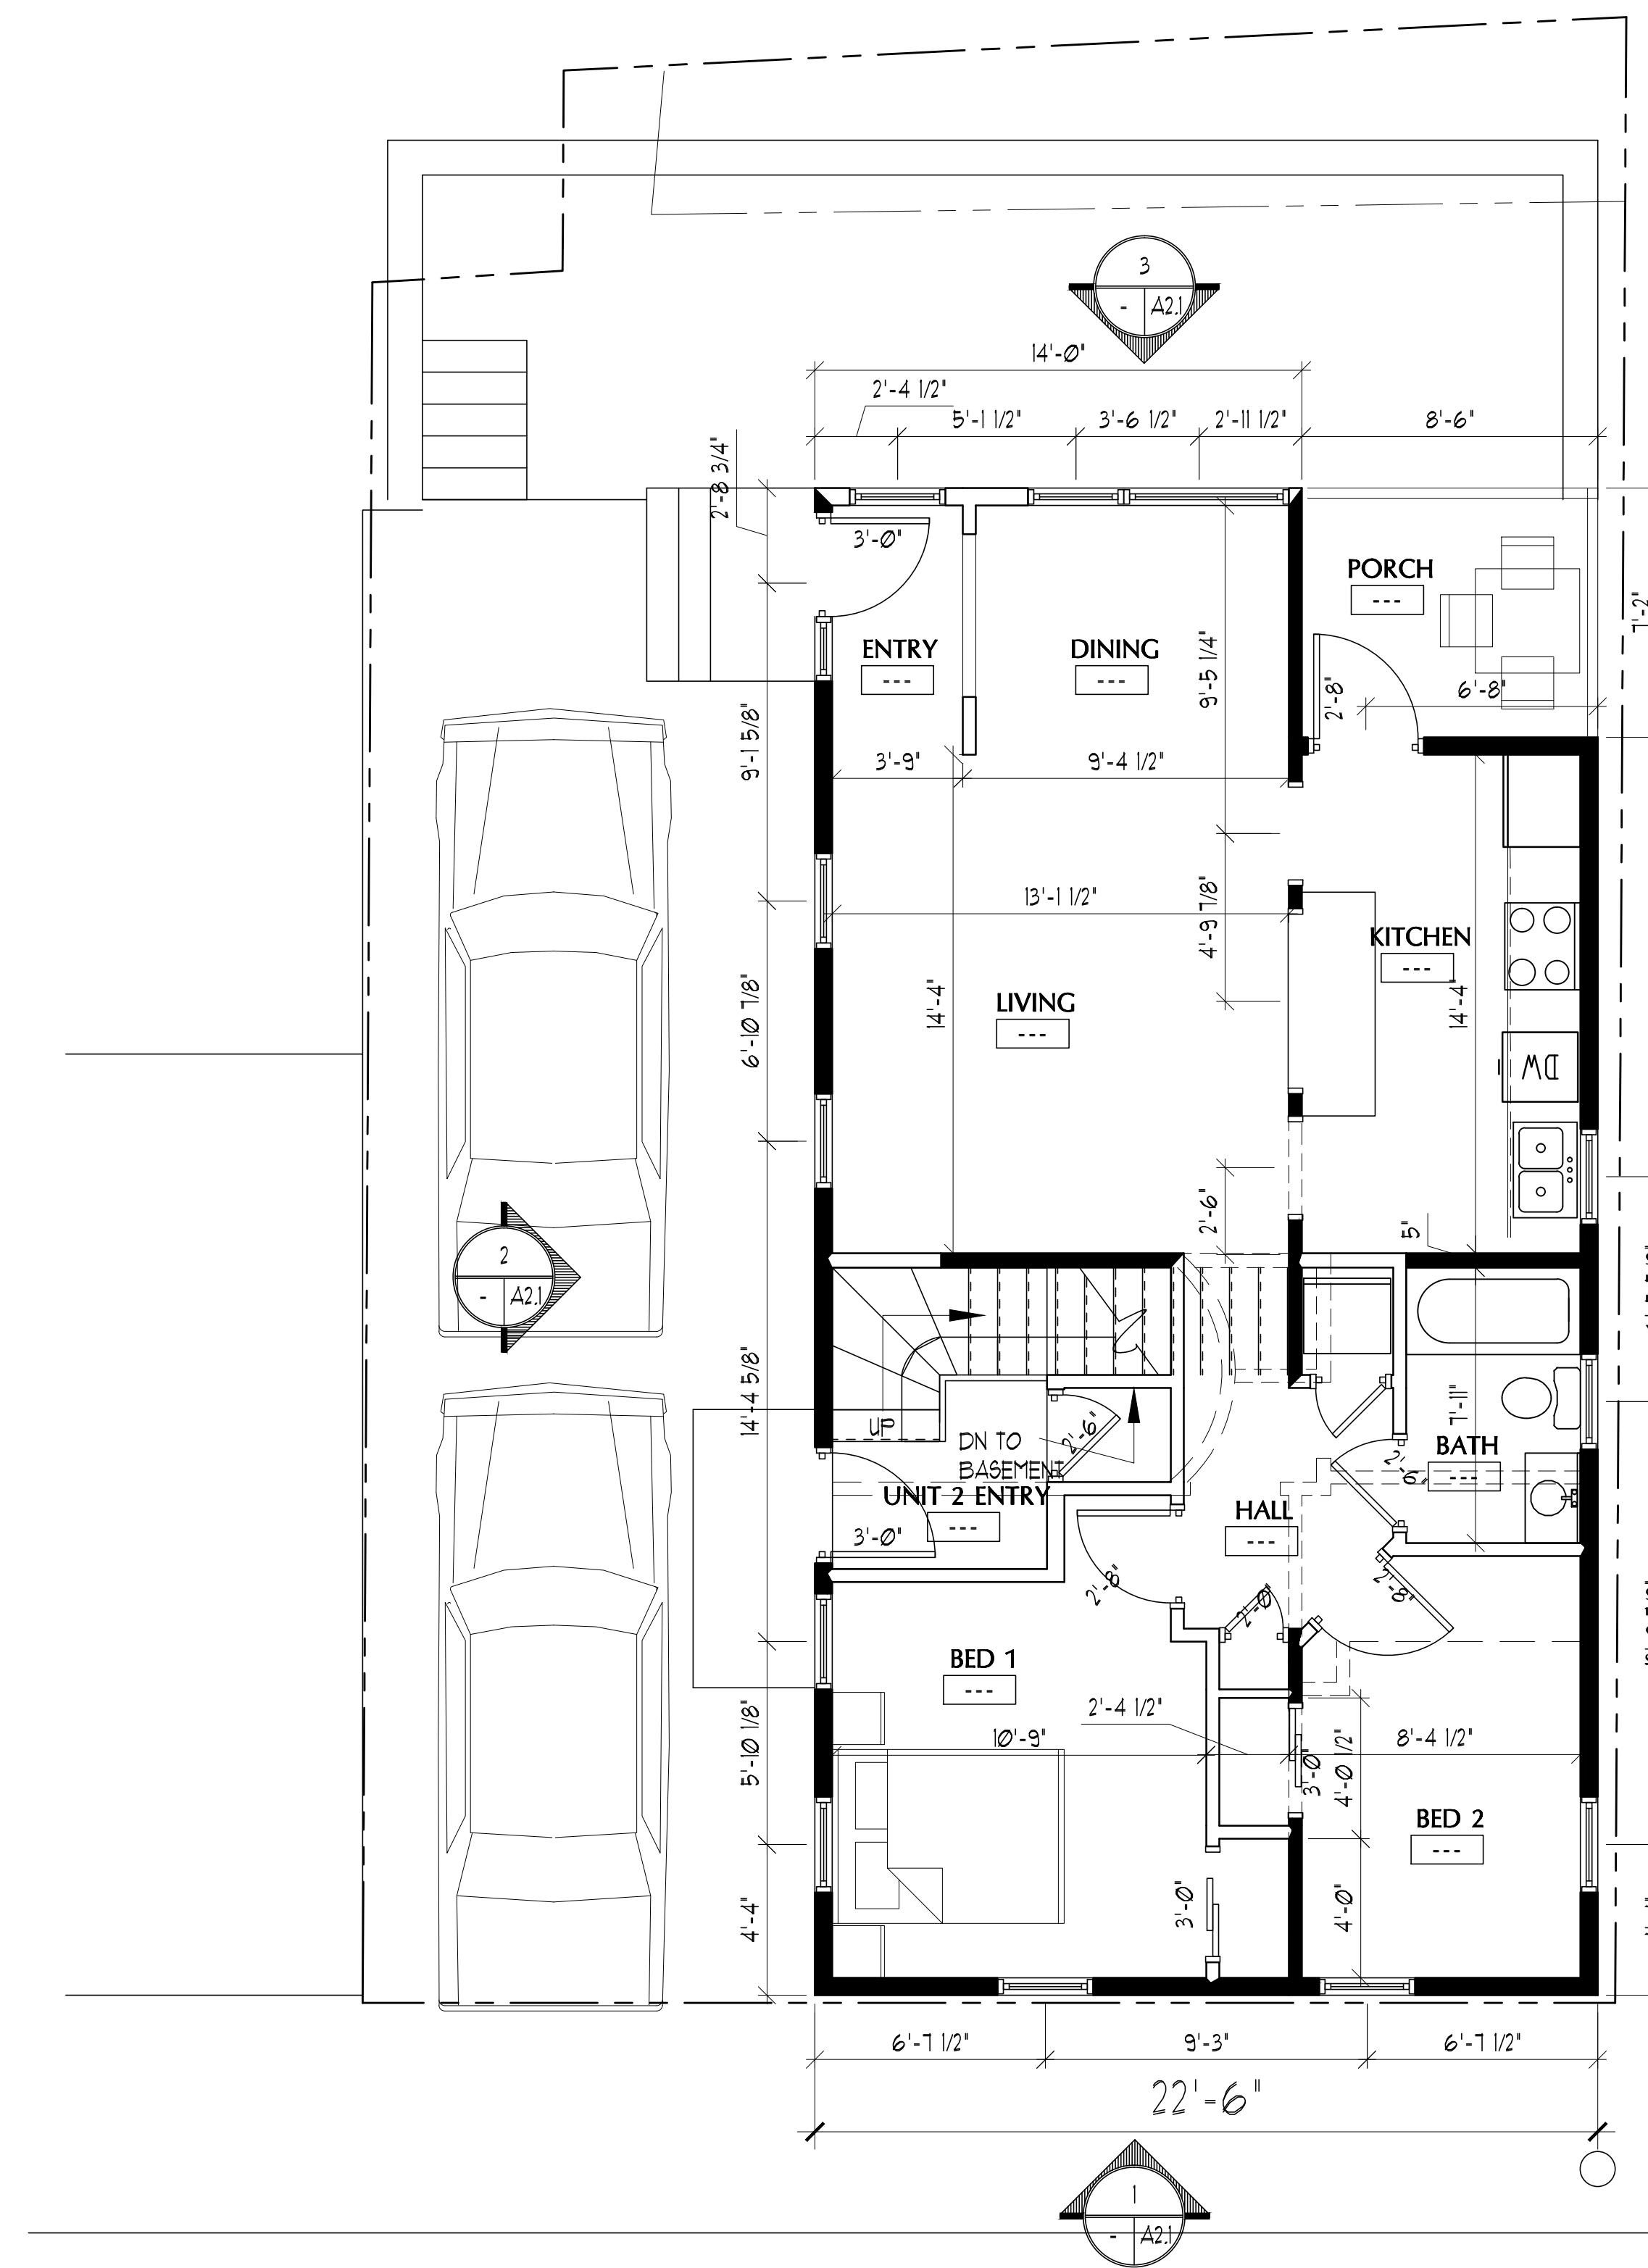 3
- A2.1
14'-0"
2'-4 1/2"
5'-1 1/2" 3'-6 1/2" 2'-11 1/2" 8'-6"
2'-8 3/4"
3'-0"
PORCH
---
7'-2"
ENTRY
---
DINING
---
9'-5 1/4"
2'-8"
6'-8"
9'-1 5/8"
3'-9" 9'-4 1/2"
13'-1 1/2"
4'-9 7/8"
KITCHEN
---
14'-4"
14'-4"
LIVING
---
6'-10 7/8"
DW
2'-6"
5"
2
- A2.1
14'-4 5/8"
UP
DN TO
BASEMENT
2'-6"
7'-11"
BATH
---
2'-6"
UNIT 2 ENTRY
---
3'-0"
HALL
---
2'-8"
2'-0"
2'-8"
BED 1
---
2'-4 1/2"
10'-9"
3'-0"
4'-0 1/2"
8'-4 1/2"
5'-10 1/8"
BED 2
---
4'-4"
3'-0"
4'-0"
6'-7 1/2" 9'-3" 6'-7 1/2"
22'-6"
1
- A2.1